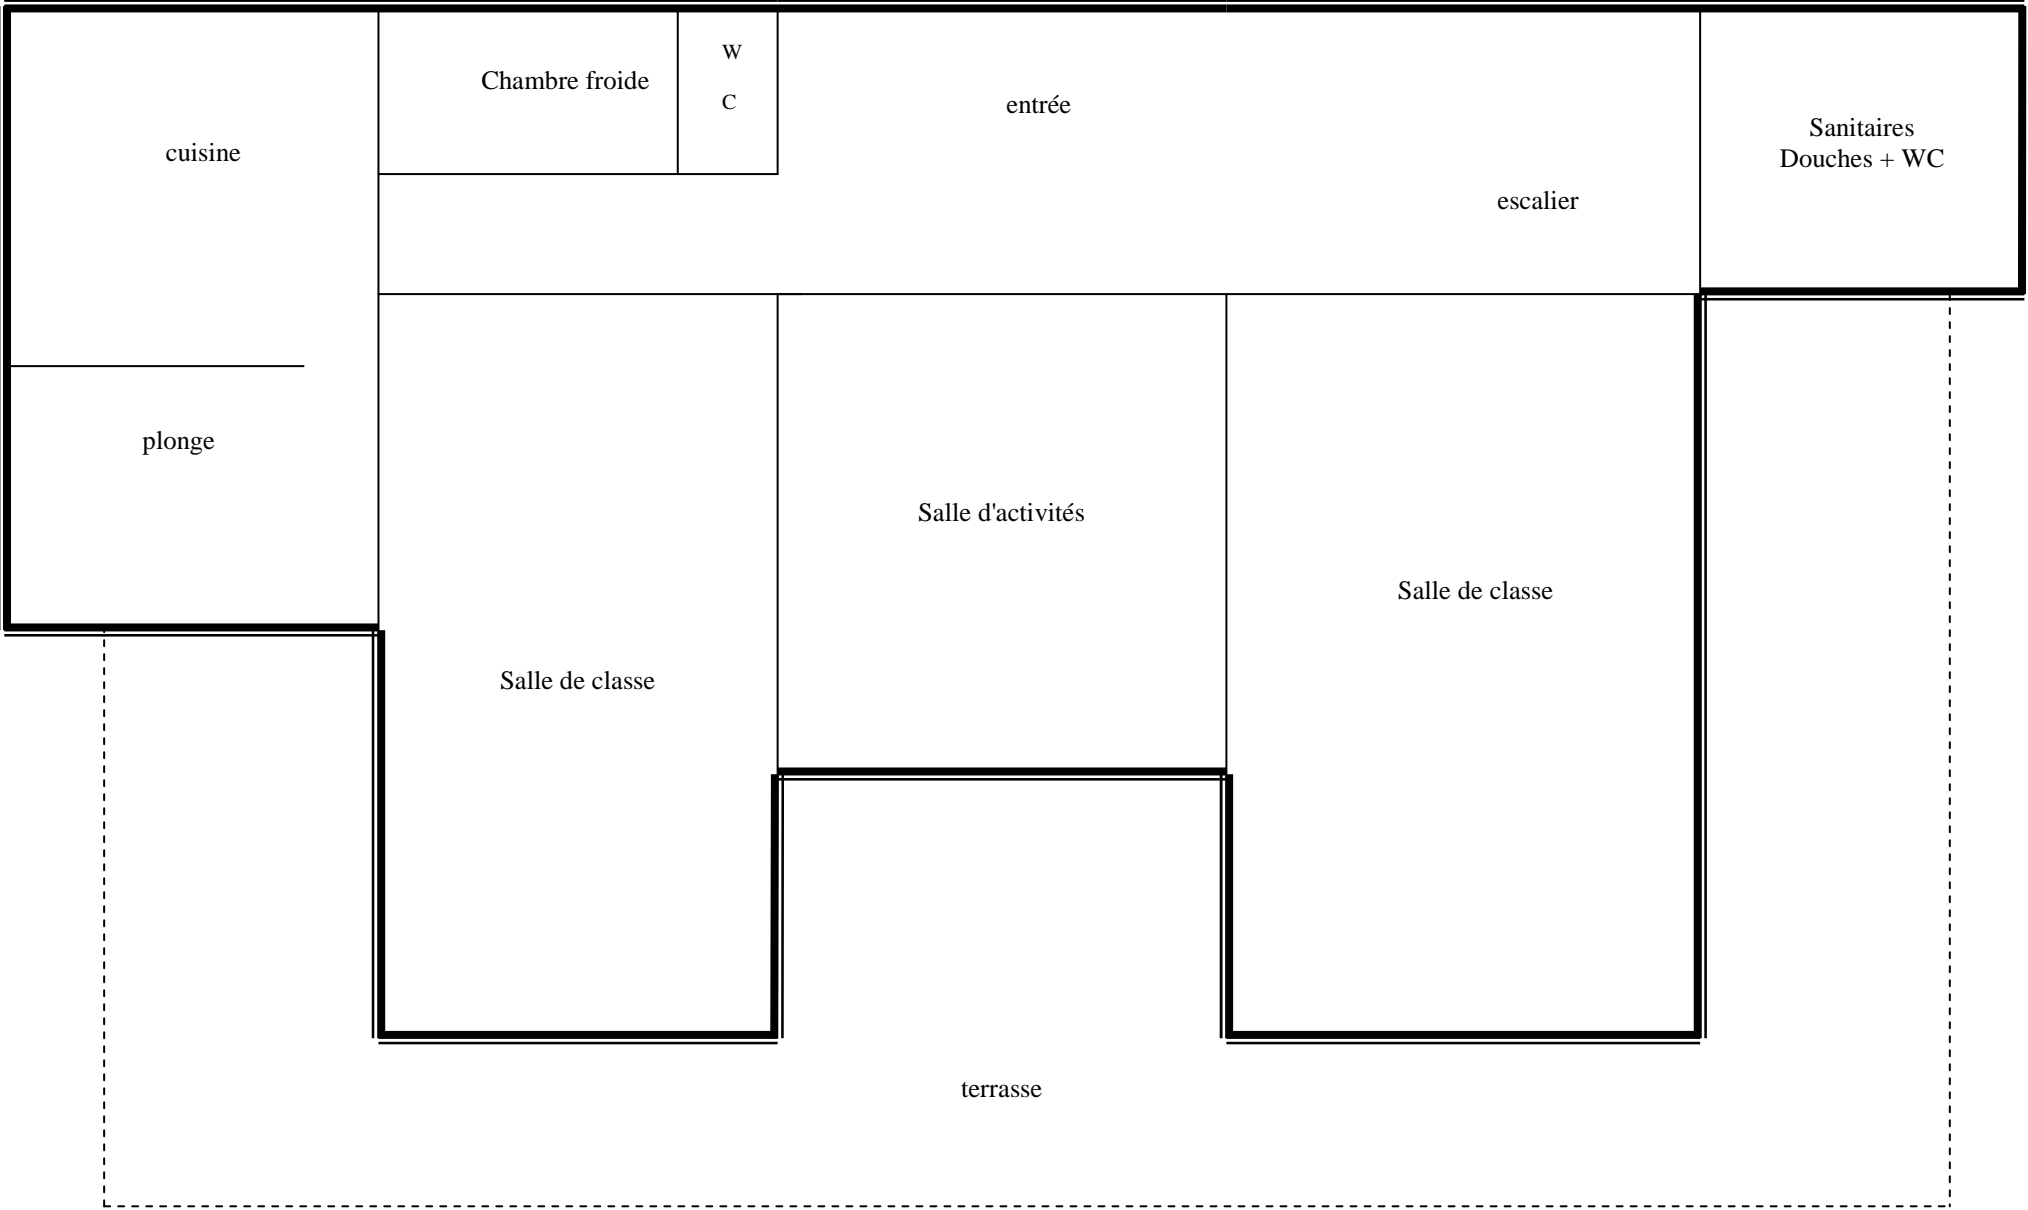 W
Chambre froide
C
entrée
Sanitaires
Douches + WC
cuisine
escalier
plonge
Salle d'activités
Salle de classe
Salle de classe
terrasse